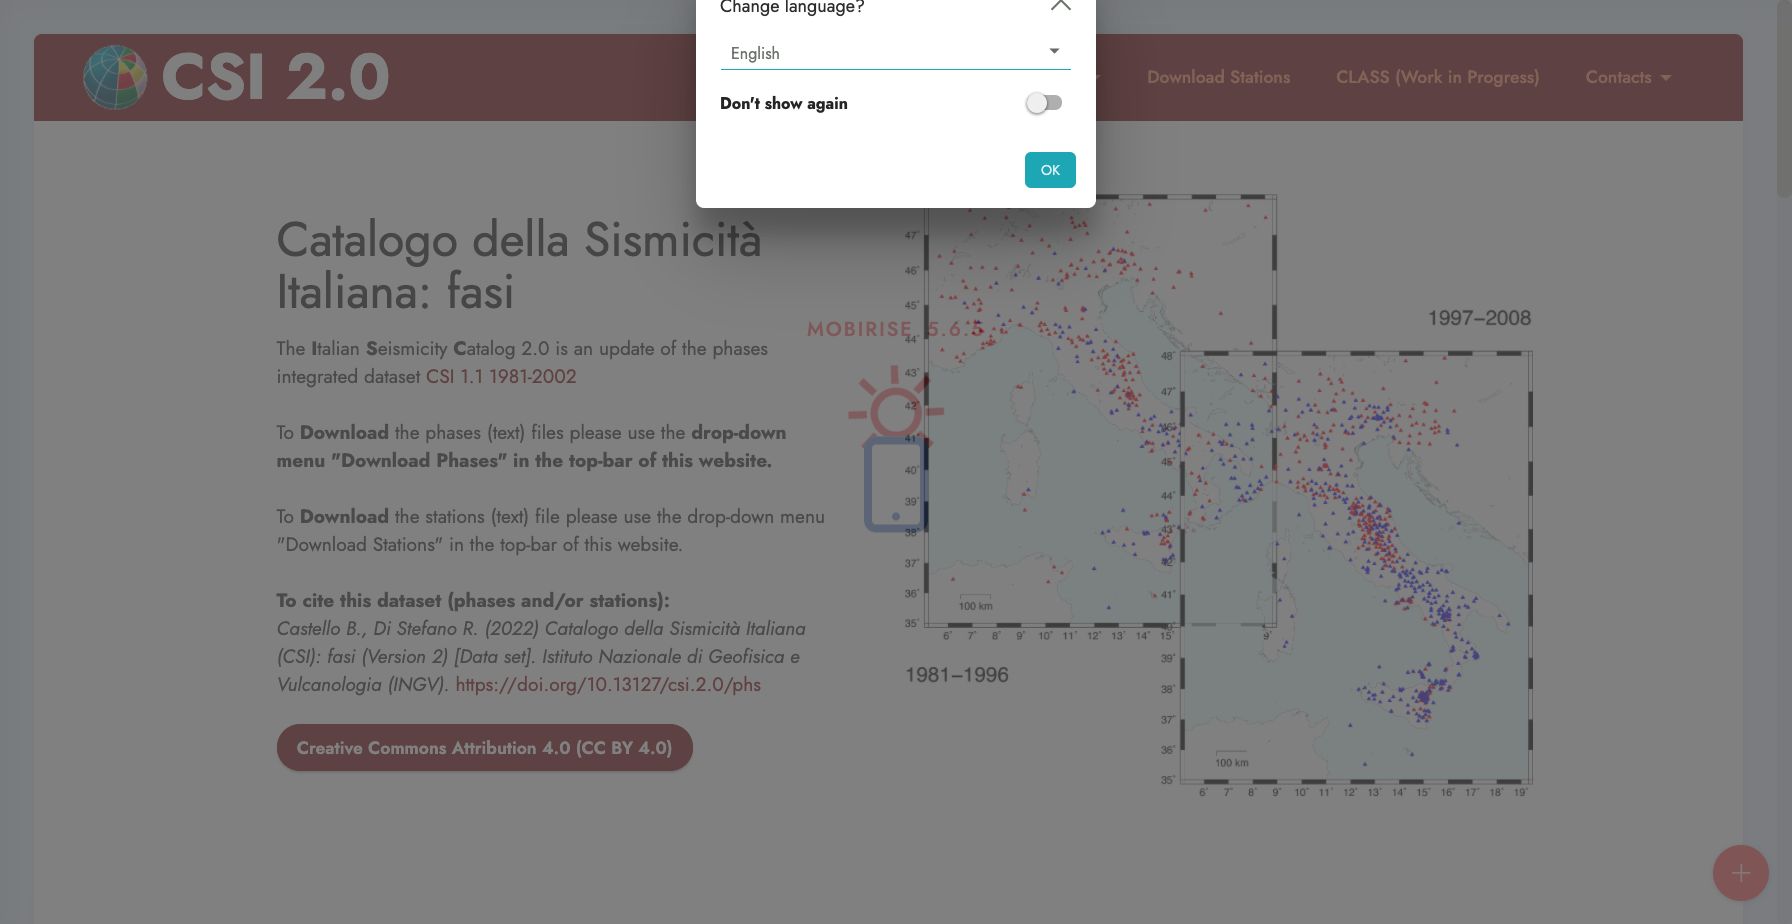 Change language?
English
Don't show again
OK
CSI 2.0
Download Stations
CLASS (Work in Progress)
Contacts
Catalogo della Sismicità
Italiana: fasi
The Italian Seismicity Catalog 2.0 is an update of the phases
integrated dataset CSI 1.1 1981-2002
To Download the phases (text) files please use the drop-down
menu "Download Phases" in the top-bar of this website.
To Download the stations (text) file please use the drop-down menu
"Download Stations" in the top-bar of this website.
To cite this dataset (phases and/or stations):
Castello B., Di Stefano R. (2022) Catalogo della Sismicità Italiana
(CSI): fasi (Version 2) [Data set]. Istituto Nazionale di Geofisica e
Vulcanologia (INGV). https://doi.org/10.13127/csi.2.0/phs
Creative Commons Attribution 4.0 (CC BY 4.0)
MOBIRISE 5.6.5
47°
46°
45°
44°
43°
42°
41°
40°
39°
38°
37°
36°
35°
100 km
6° 7° 8° 9° 10° 11° 12° 13° 14° 15° 9°
1981–1996
1997–2008
48°
47°
46°
45°
44°
43°
42°
41°
40°
39°
38°
37°
36°
35°
100 km
6° 7° 8° 9° 10° 11° 12° 13° 14° 15° 16° 17° 18° 19°